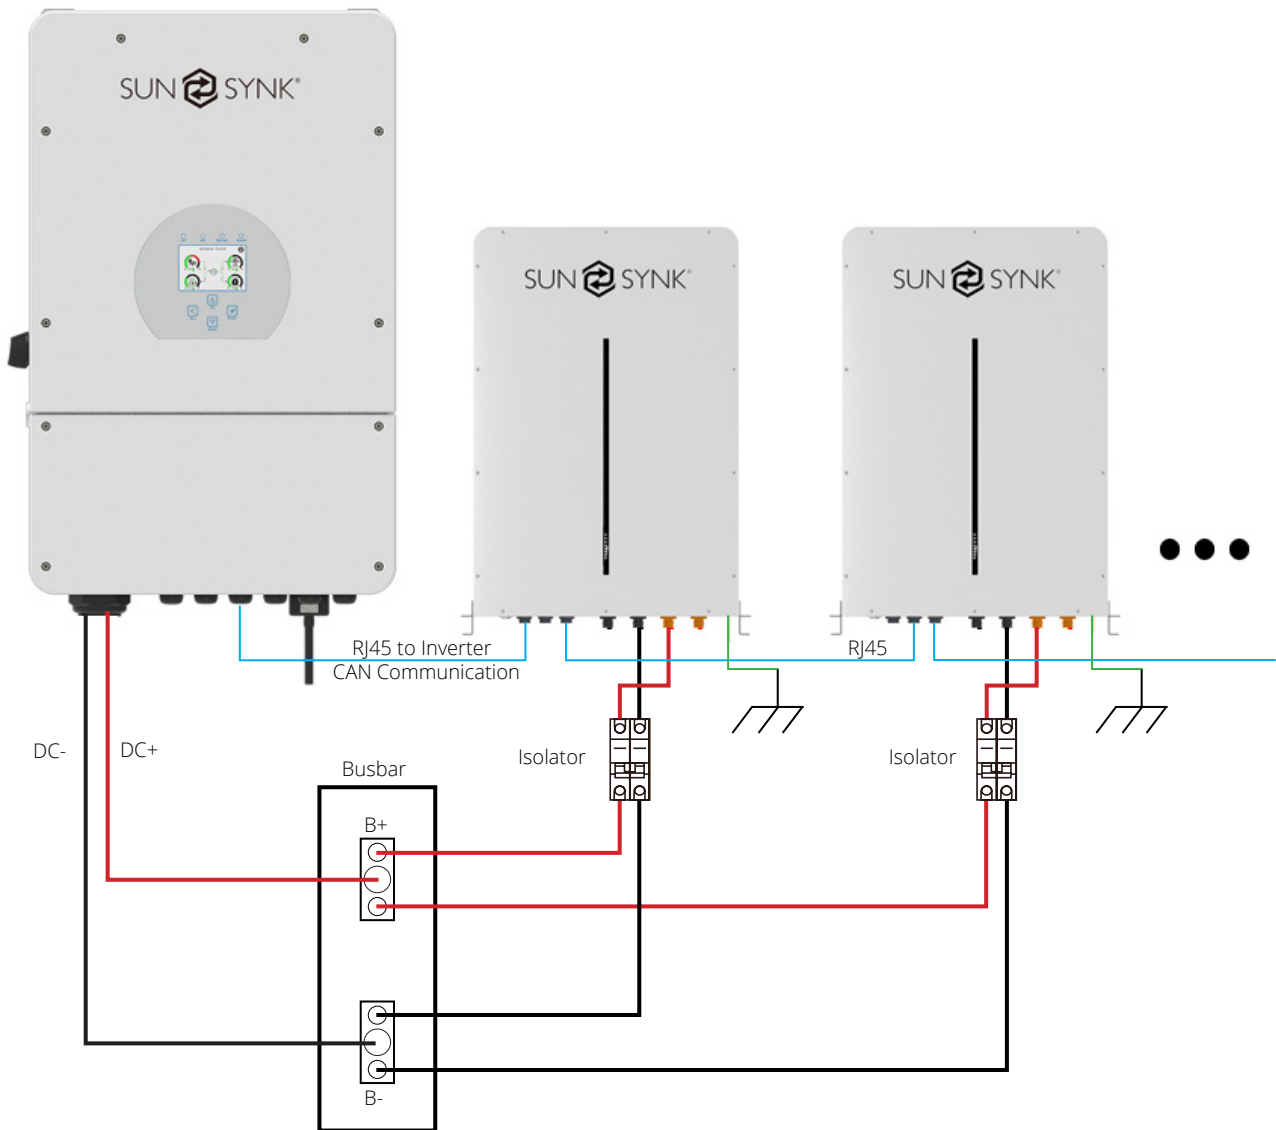 SUN SYNK®
SUN SYNK®
SUN SYNK®
RJ45 to Inverter
CAN Communication
RJ45
DC-
DC+
Isolator
Isolator
Busbar
B+
B-